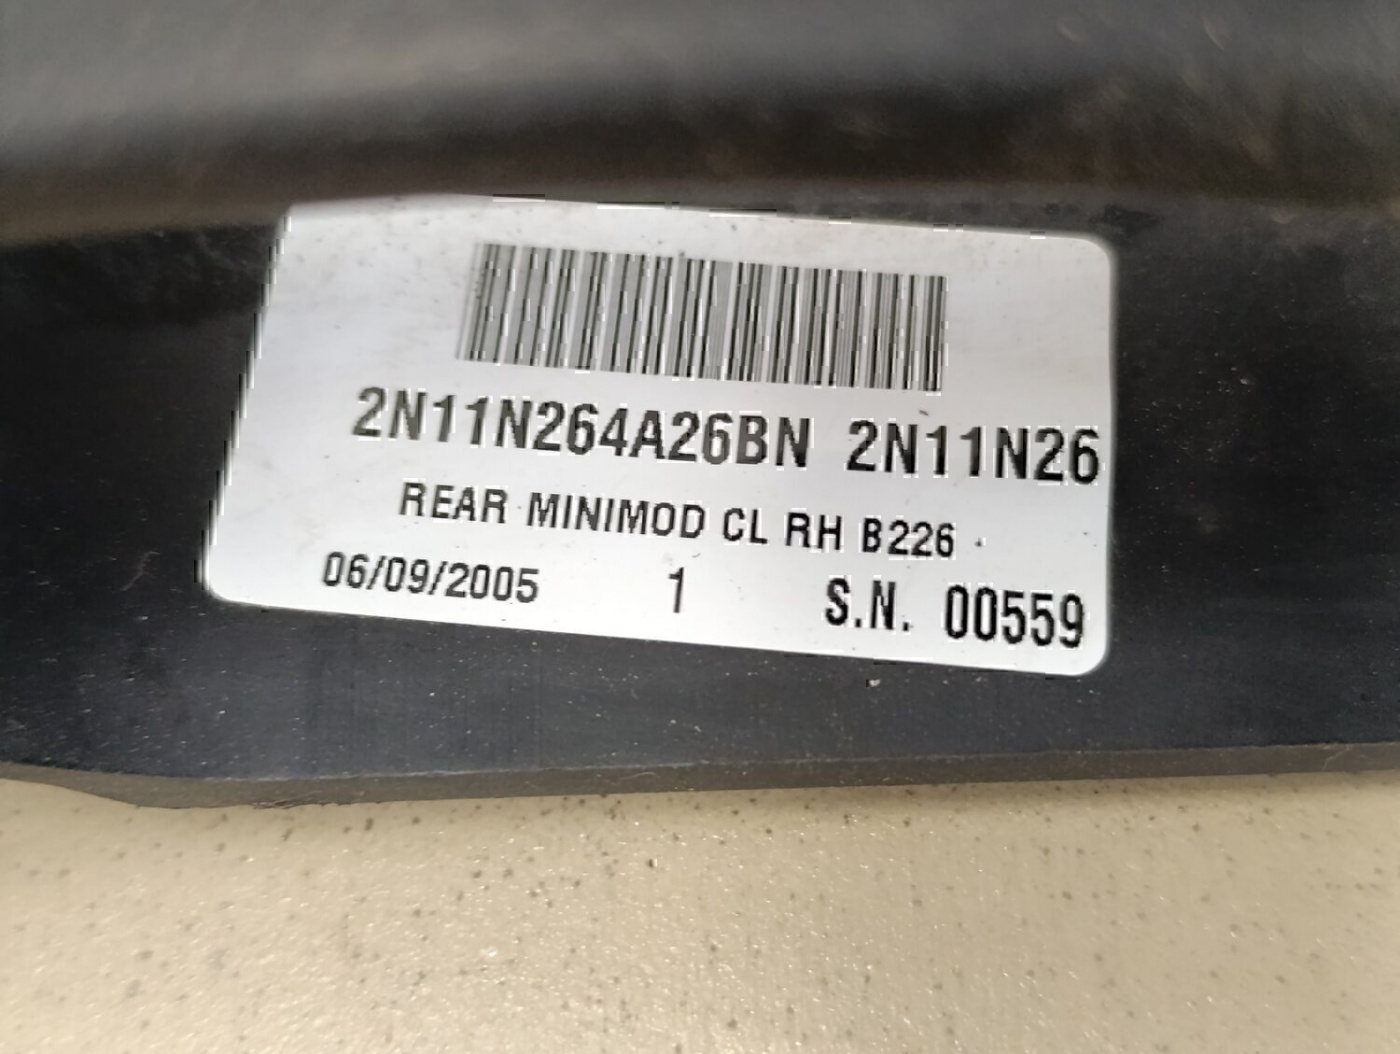 2N11N264A26BN 2N11N26
REAR MINIMOD CL RH B226
06/09/2005 1 S.N. 00559